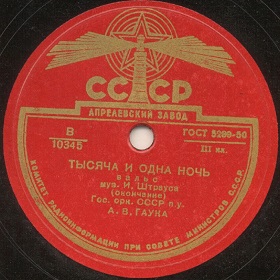 СССР
АПРЕЛЕВСКИЙ ЗАВОД
В
10345
ГОСТ 5289-50
III кл.
ТЫСЯЧА И ОДНА НОЧЬ
вальс
муз. И. Штрауса
(окончание)
Гос. орк. СССР п.у.
А. В. ГАУКА
КОМИТЕТ РАДИОИНФОРМАЦИИ ПРИ СОВЕТЕ МИНИСТРОВ СССР